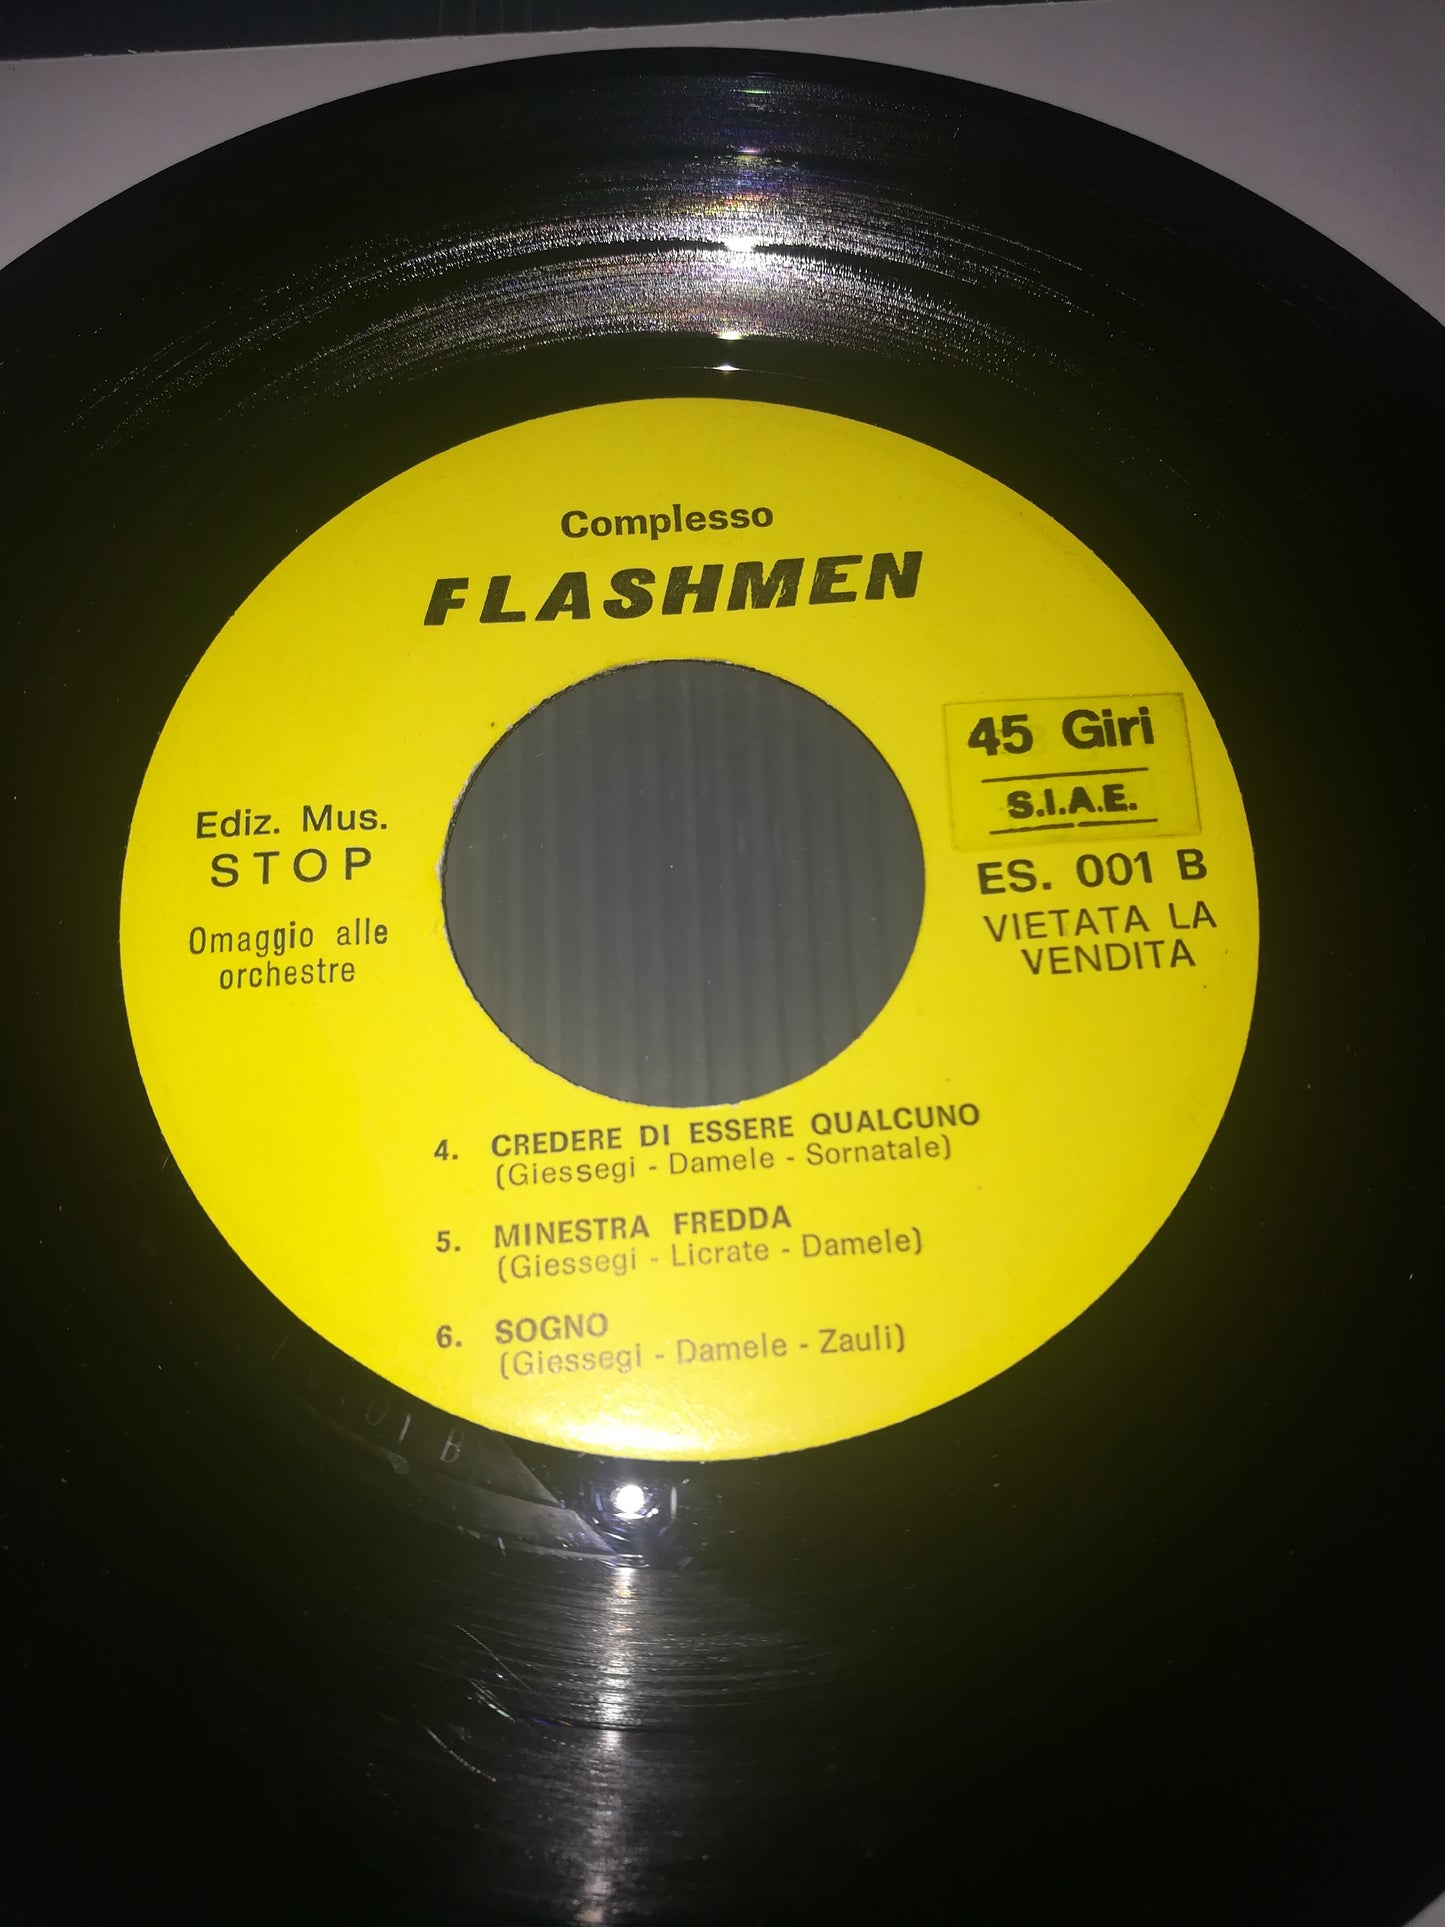 Complesso
FLASHMEN
Ediz. Mus.
STOP
Omaggio alle
orchestre
45 Giri
S.I.A.E.
ES. 001 B
VIETATA LA
VENDITA
4. CREDERE DI ESSERE QUALCUNO
(Giessegi - Damele - Sornatale)
5. MINESTRA FREDDA
(Giessegi - Licrate - Damele)
6. SOGNO
(Giessegi - Damele - Zauli)
001 B